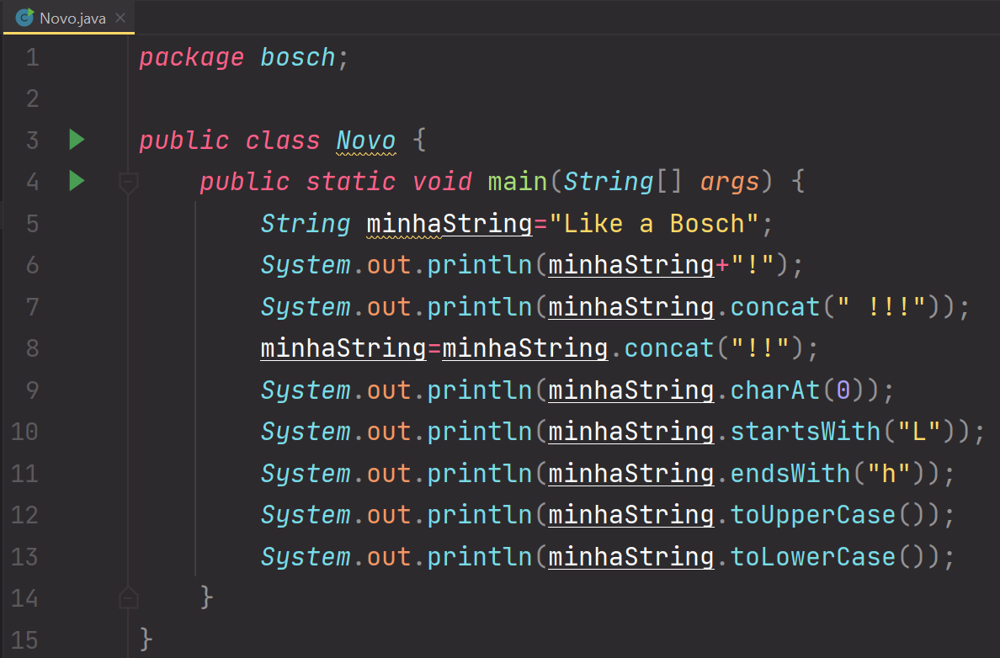 Novo.java
1 package bosch;
2
3 public class Novo {
4 public static void main(String[] args) {
5 String minhaString="Like a Bosch";
6 System.out.println(minhaString+"!");
7 System.out.println(minhaString.concat(" !!!"));
8 minhaString=minhaString.concat("!!");
9 System.out.println(minhaString.charAt(0));
10 System.out.println(minhaString.startsWith("L"));
11 System.out.println(minhaString.endsWith("h"));
12 System.out.println(minhaString.toUpperCase());
13 System.out.println(minhaString.toLowerCase());
14 }
15 }